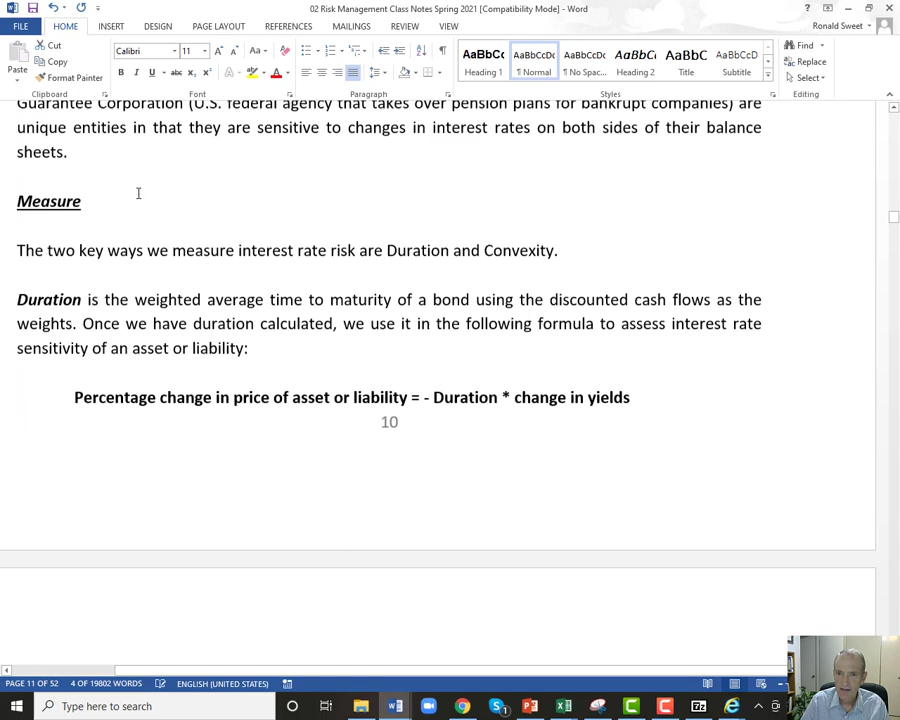 02 Risk Management Class Notes Spring 2021 [Compatibility Mode] - Word
FILE HOME INSERT DESIGN PAGE LAYOUT REFERENCES MAILINGS REVIEW VIEW Ronald Sweet
Paste
Cut
Copy
Format Painter
Calibri 11
AaBbCc AaBbCcDc AaBbCcDc AaBbCc AaBbC AaBbCcD
Heading 1 ¶ Normal ¶ No Spac... Heading 2 Title Subtitle
Find
Replace
Select
Clipboard Font Paragraph Styles Editing
Guarantee Corporation (U.S. federal agency that takes over pension plans for bankrupt companies) are
unique entities in that they are sensitive to changes in interest rates on both sides of their balance
sheets.
Measure
The two key ways we measure interest rate risk are Duration and Convexity.
Duration is the weighted average time to maturity of a bond using the discounted cash flows as the
weights. Once we have duration calculated, we use it in the following formula to assess interest rate
sensitivity of an asset or liability:
Percentage change in price of asset or liability = - Duration * change in yields
10
PAGE 11 OF 52 4 OF 19802 WORDS ENGLISH (UNITED STATES)
Type here to search